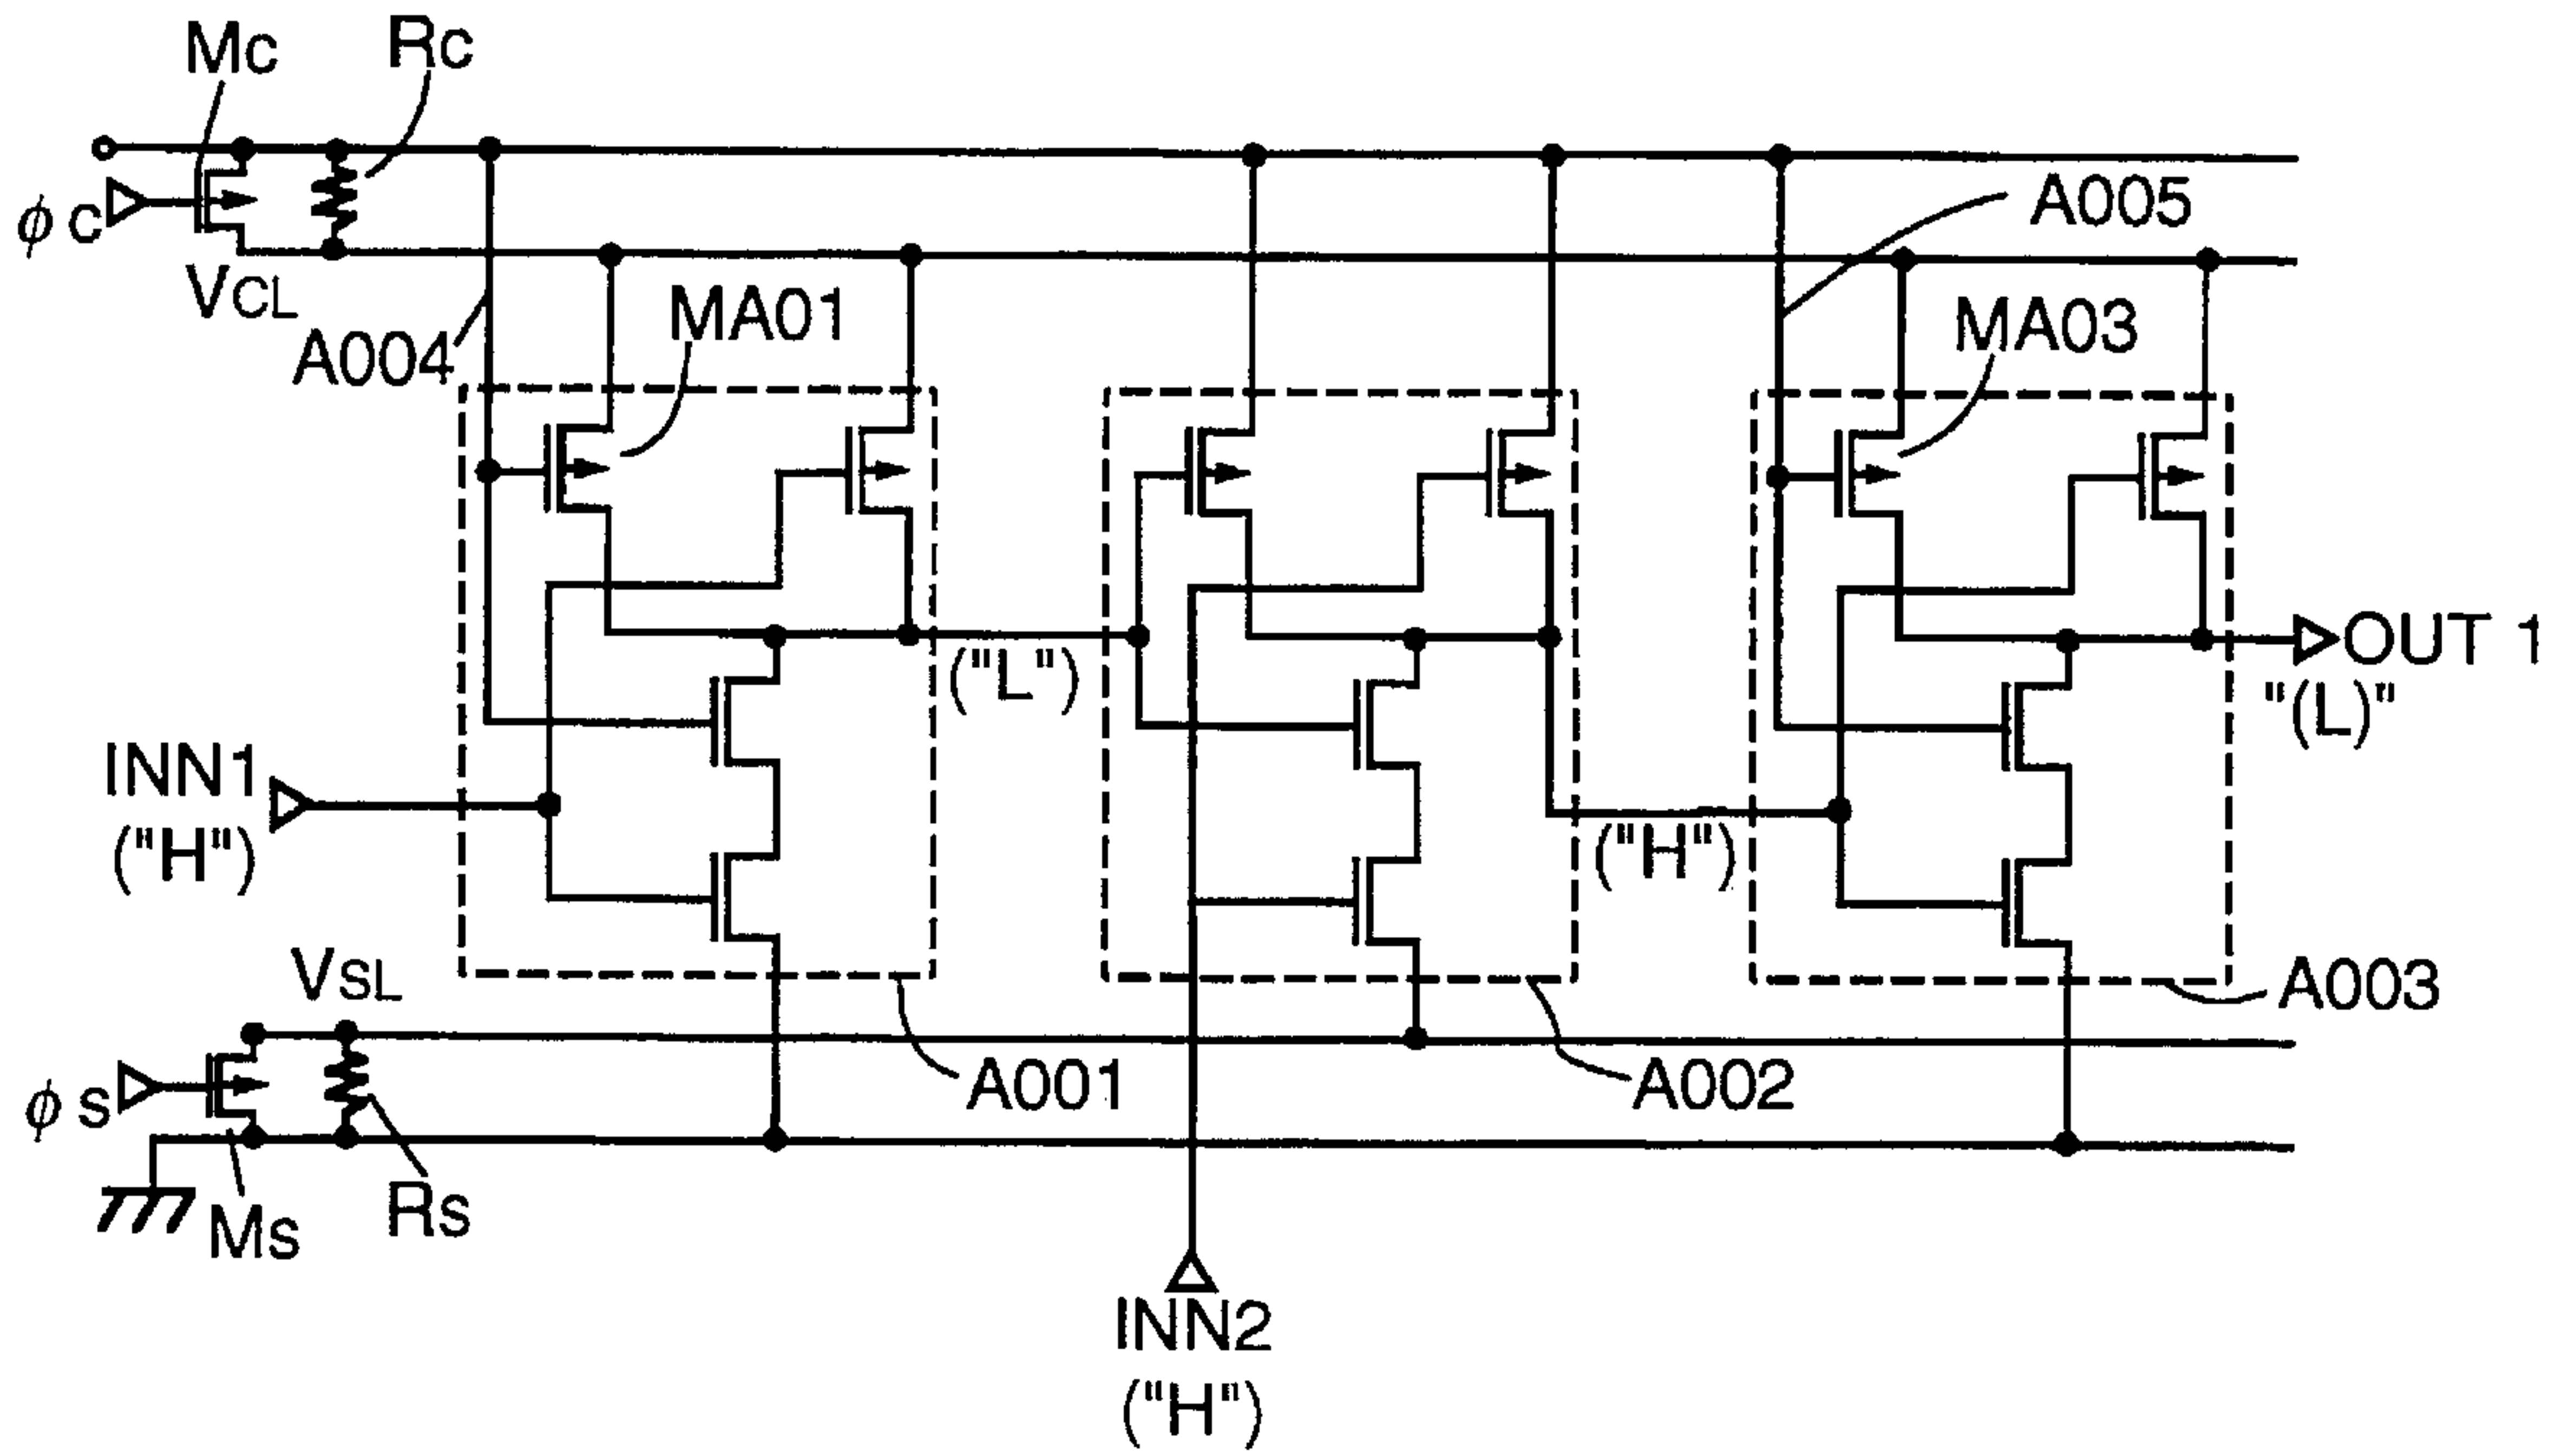 Mc
Rc
φc
VCL
A004
MA01
A005
MA03
("L")
OUT 1
"(L)"
INN1
("H")
("H")
VSL
A003
A001
A002
φs
Ms
Rs
INN2
("H")